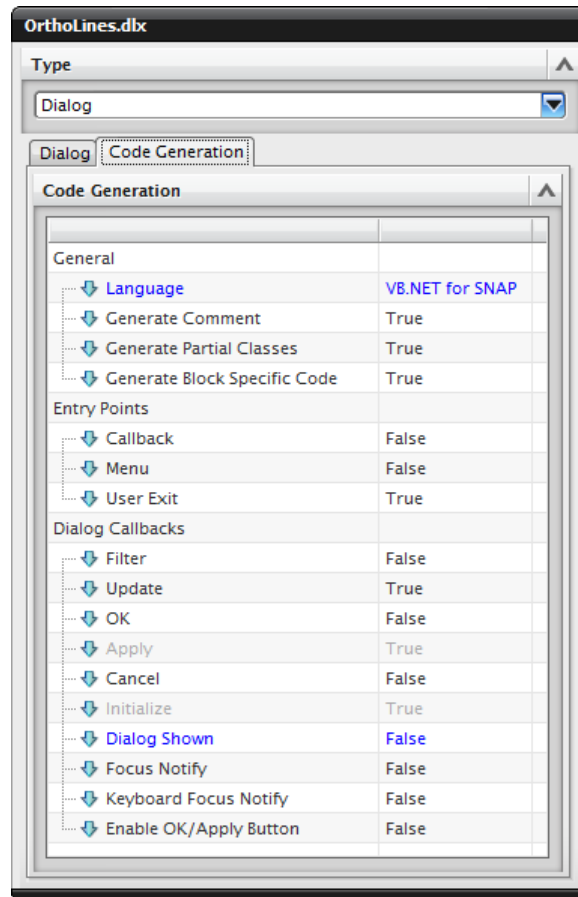 OrthoLines.dlx
Type
Dialog
Dialog Code Generation
Code Generation
General
Language VB.NET for SNAP
Generate Comment True
Generate Partial Classes True
Generate Block Specific Code True
Entry Points
Callback False
Menu False
User Exit True
Dialog Callbacks
Filter False
Update True
OK False
Apply True
Cancel False
Initialize True
Dialog Shown False
Focus Notify False
Keyboard Focus Notify False
Enable OK/Apply Button False